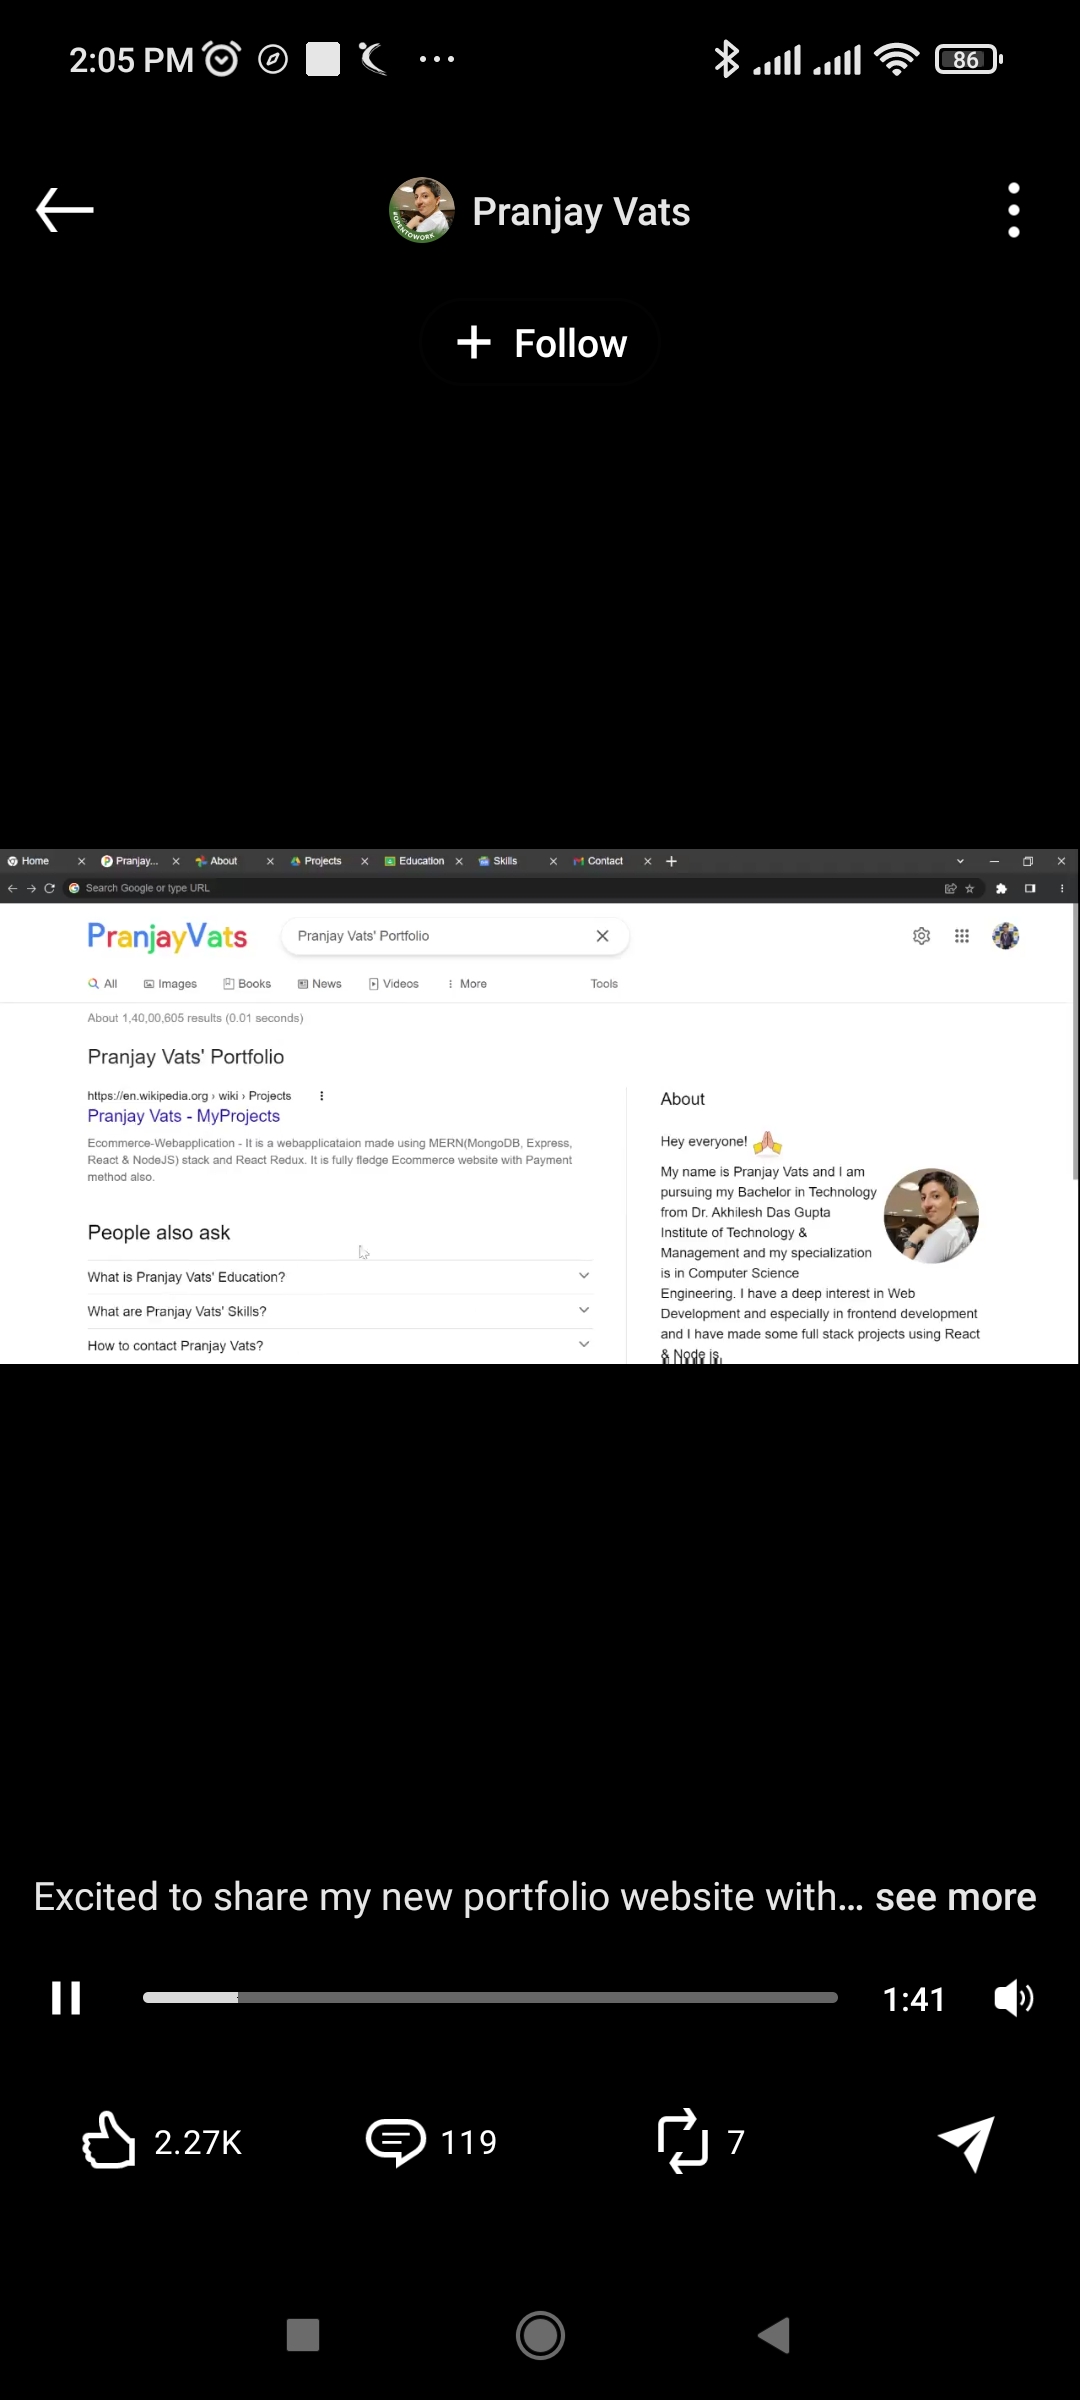 2:05 PM
86
Pranjay Vats
#OPENTOWORK
+ Follow
Home
Pranjay...
About
Projects
Education
Skills
Contact
Search Google or type URL
PranjayVats
Pranjay Vats' Portfolio
All
Images
Books
News
Videos
More
Tools
About 1,40,00,605 results (0.01 seconds)
Pranjay Vats' Portfolio
https://en.wikipedia.org › wiki › Projects
Pranjay Vats - MyProjects
Ecommerce-Webapplication - It is a webapplicataion made using MERN(MongoDB, Express,
React & NodeJS) stack and React Redux. It is fully fledge Ecommerce website with Payment
method also.
People also ask
What is Pranjay Vats' Education?
What are Pranjay Vats' Skills?
How to contact Pranjay Vats?
About
Hey everyone! 🙏
My name is Pranjay Vats and I am
pursuing my Bachelor in Technology
from Dr. Akhilesh Das Gupta
Institute of Technology &
Management and my specialization
is in Computer Science
Engineering. I have a deep interest in Web
Development and especially in frontend development
and I have made some full stack projects using React
& Node js.
Excited to share my new portfolio website with... see more
1:41
2.27K
119
7